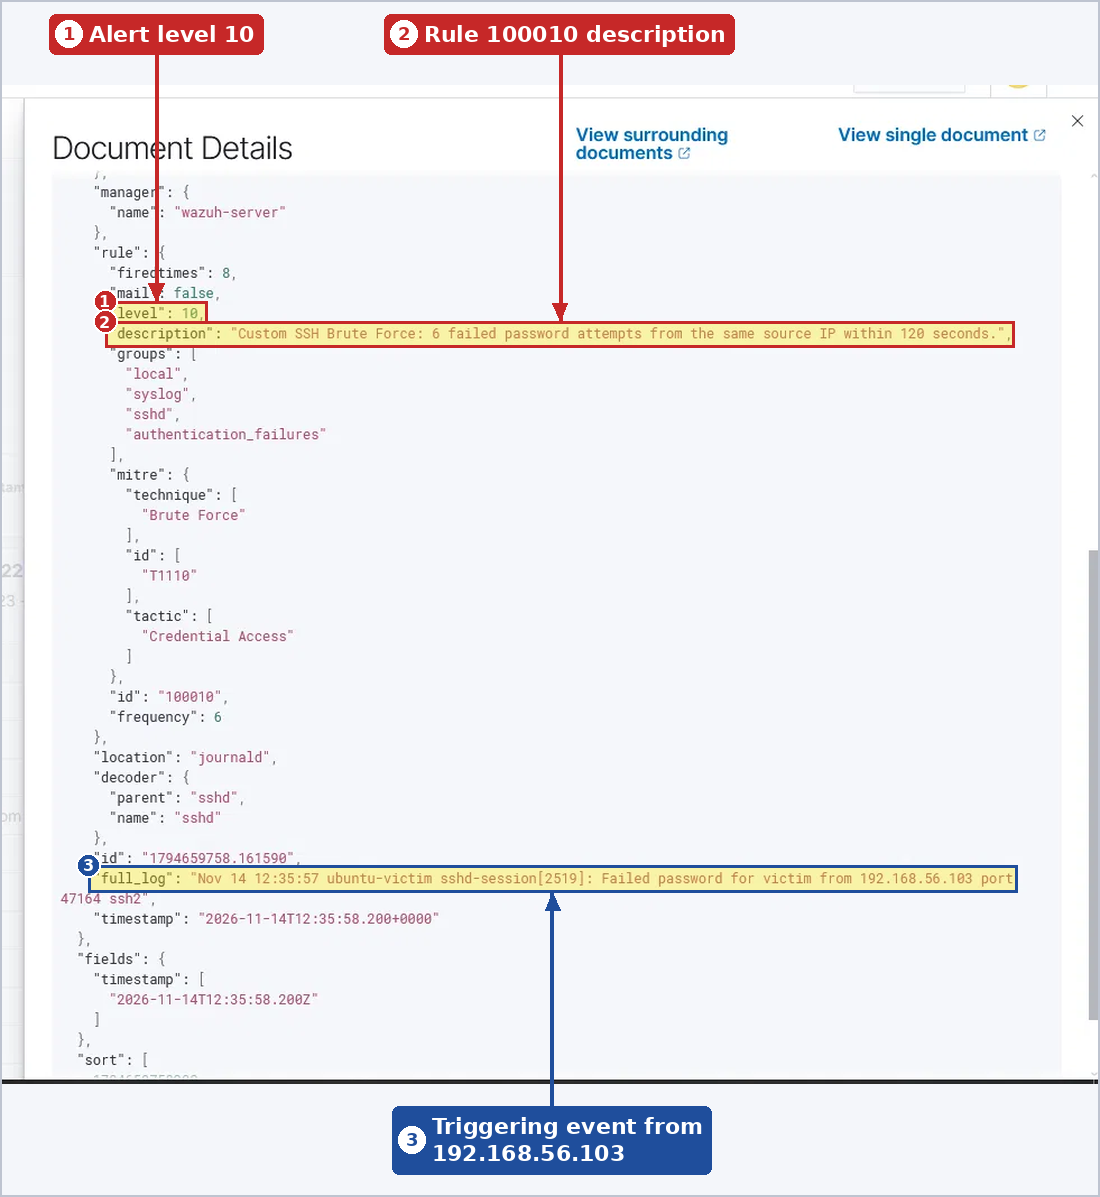 1 Alert level 10
2 Rule 100010 description
Document Details
View surrounding
documents
View single document
},
"manager": {
"name": "wazuh-server"
},
"rule": {
"firedtimes": 8,
"mail": false,
1
level": 10,
2
description": "Custom SSH Brute Force: 6 failed password attempts from the same source IP within 120 seconds.",
"groups": [
"local",
"syslog",
"sshd",
"authentication_failures"
],
"mitre": {
"technique": [
"Brute Force"
],
"id": [
"T1110"
],
"tactic": [
"Credential Access"
]
},
"id": "100010",
"frequency": 6
},
"location": "journald",
"decoder": {
"parent": "sshd",
"name": "sshd"
},
"id": "1794659758.161590",
3
full_log": "Nov 14 12:35:57 ubuntu-victim sshd-session[2519]: Failed password for victim from 192.168.56.103 port
47164 ssh2",
"timestamp": "2026-11-14T12:35:58.200+0000"
},
"fields": {
"timestamp": [
"2026-11-14T12:35:58.200Z"
]
},
"sort": [
3 Triggering event from
192.168.56.103